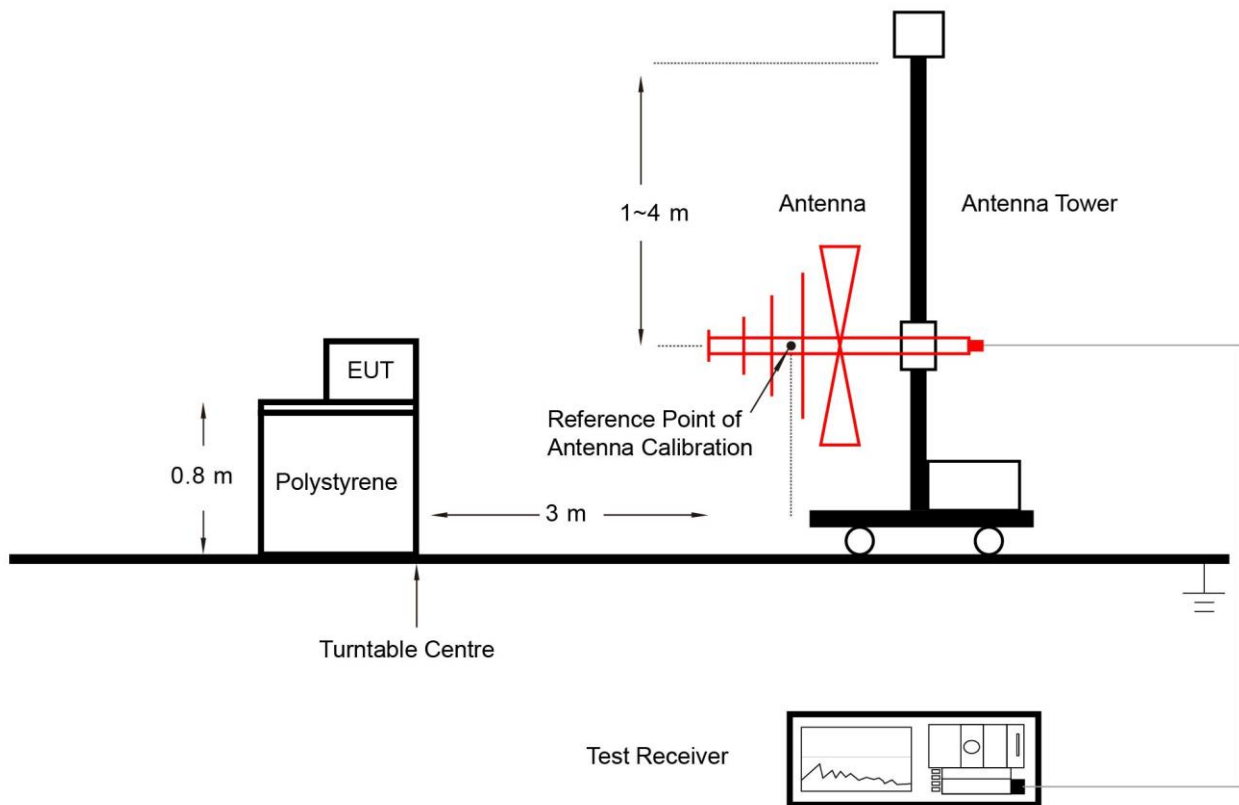 1~4 m
Antenna
Antenna Tower
EUT
Reference Point of
Antenna Calibration
0.8 m
Polystyrene
3 m
Turntable Centre
Test Receiver